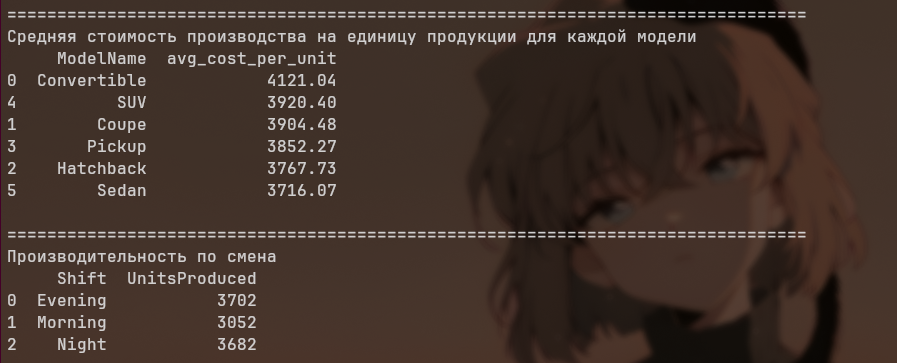 ================================================================================
Средняя стоимость производства на единицу продукции для каждой модели
     ModelName  avg_cost_per_unit
0  Convertible            4121.04
4          SUV            3920.40
1        Coupe            3904.48
3       Pickup            3852.27
2    Hatchback            3767.73
5        Sedan            3716.07
================================================================================
Производительность по смена
     Shift  UnitsProduced
0  Evening           3702
1  Morning           3052
2    Night           3682